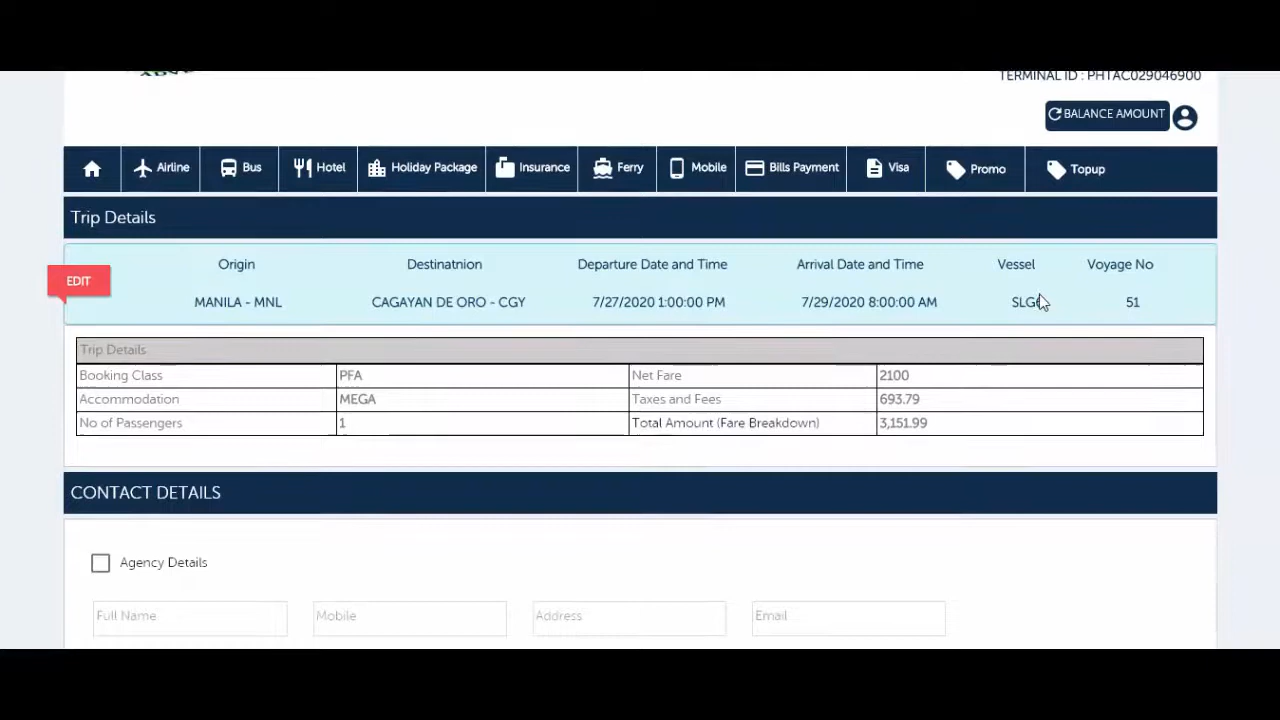 TERMINAL ID : PHTAC029046900
BALANCE AMOUNT
Airline Bus Hotel Holiday Package Insurance Ferry Mobile Bills Payment Visa Promo Topup
Trip Details
EDIT
Origin Destinatnion Departure Date and Time Arrival Date and Time Vessel Voyage No
MANILA - MNL CAGAYAN DE ORO - CGY 7/27/2020 1:00:00 PM 7/29/2020 8:00:00 AM 51
Trip Details
Booking Class PFA Net Fare 2100
Accommodation MEGA Taxes and Fees 693.79
No of Passengers 1 Total Amount (Fare Breakdown) 3,151.99
CONTACT DETAILS
Agency Details
Full Name Mobile Address Email